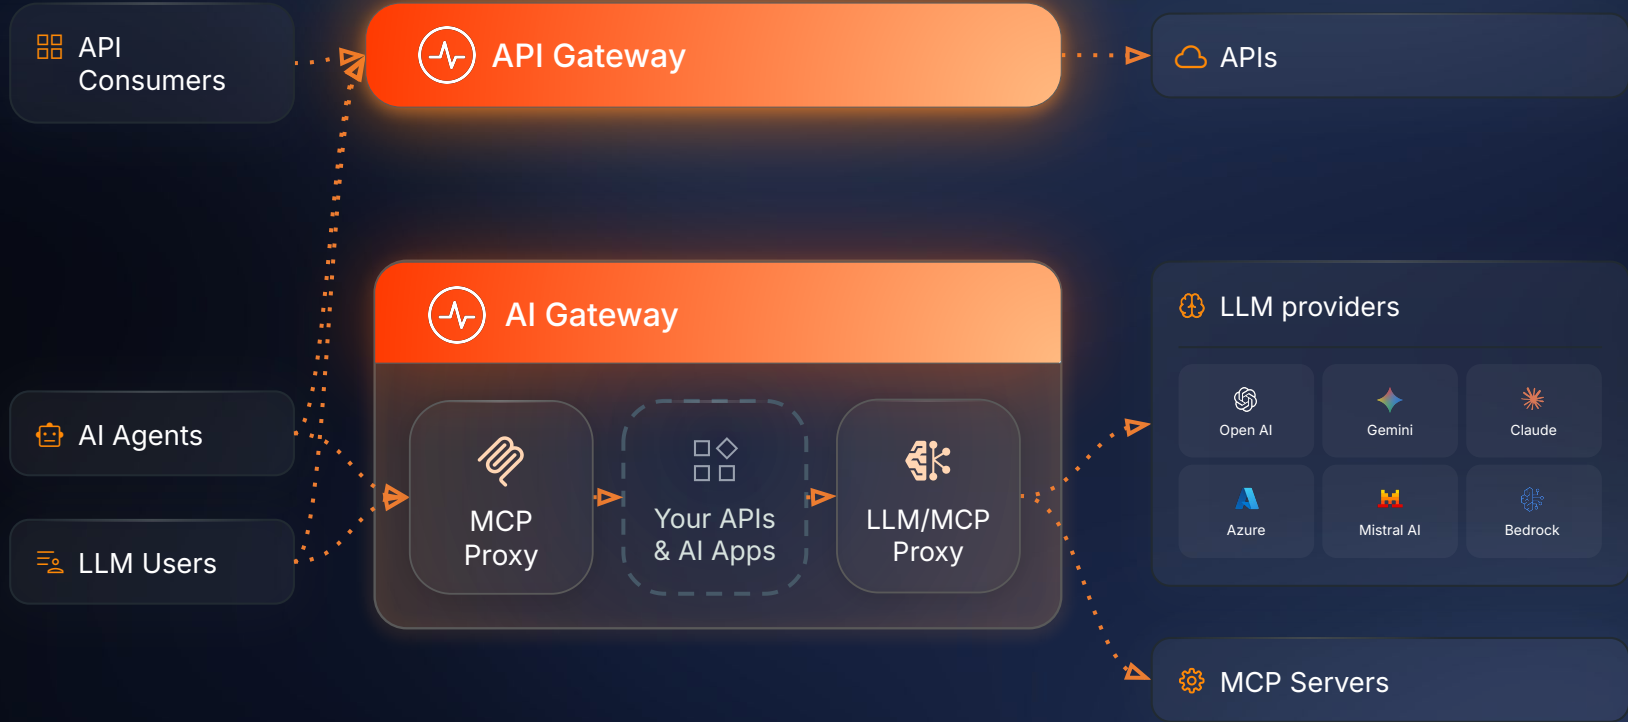 API
Consumers
API Gateway
APIs
AI Gateway
LLM providers
Open AI
Gemini
Claude
AI Agents
MCP
Proxy
Your APIs
& AI Apps
LLM/MCP
Proxy
Azure
Mistral AI
Bedrock
LLM Users
MCP Servers